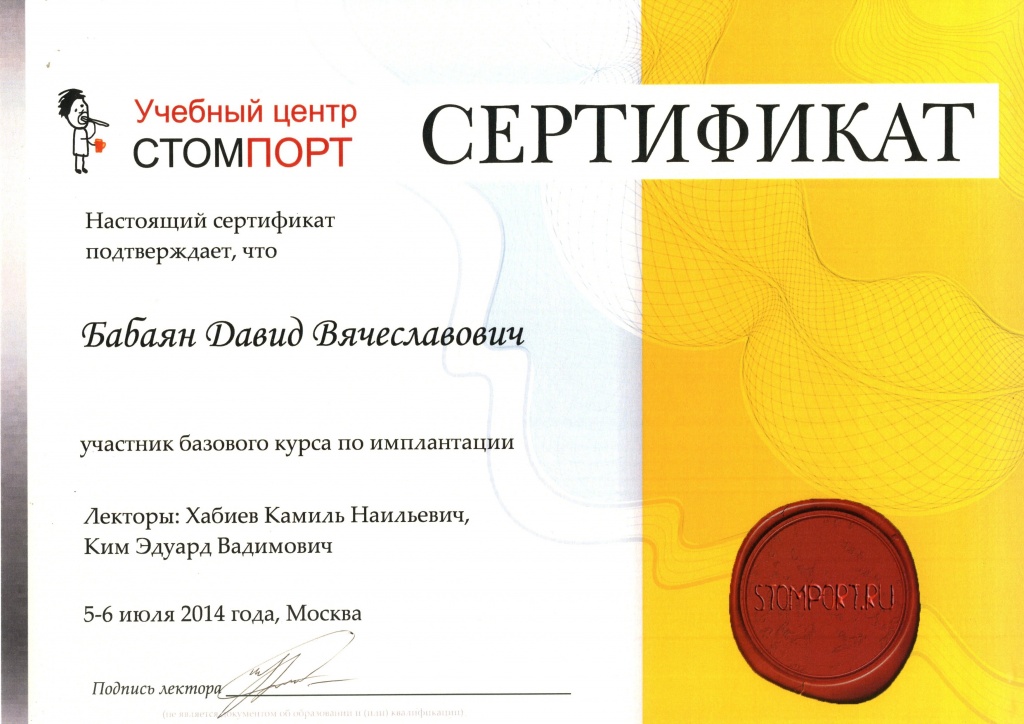 Учебный центр
СТОМПОРТ
СЕРТИФИКАТ
Настоящий сертификат
подтверждает, что
Бабаян Давид Вячеславович
участник базового курса по имплантации
Лекторы: Хабиев Камиль Наильевич,
Ким Эдуард Вадимович
5-6 июля 2014 года, Москва
STOMPORT.RU
Подпись лектора
(не является документом об образовании и (или) квалификации)